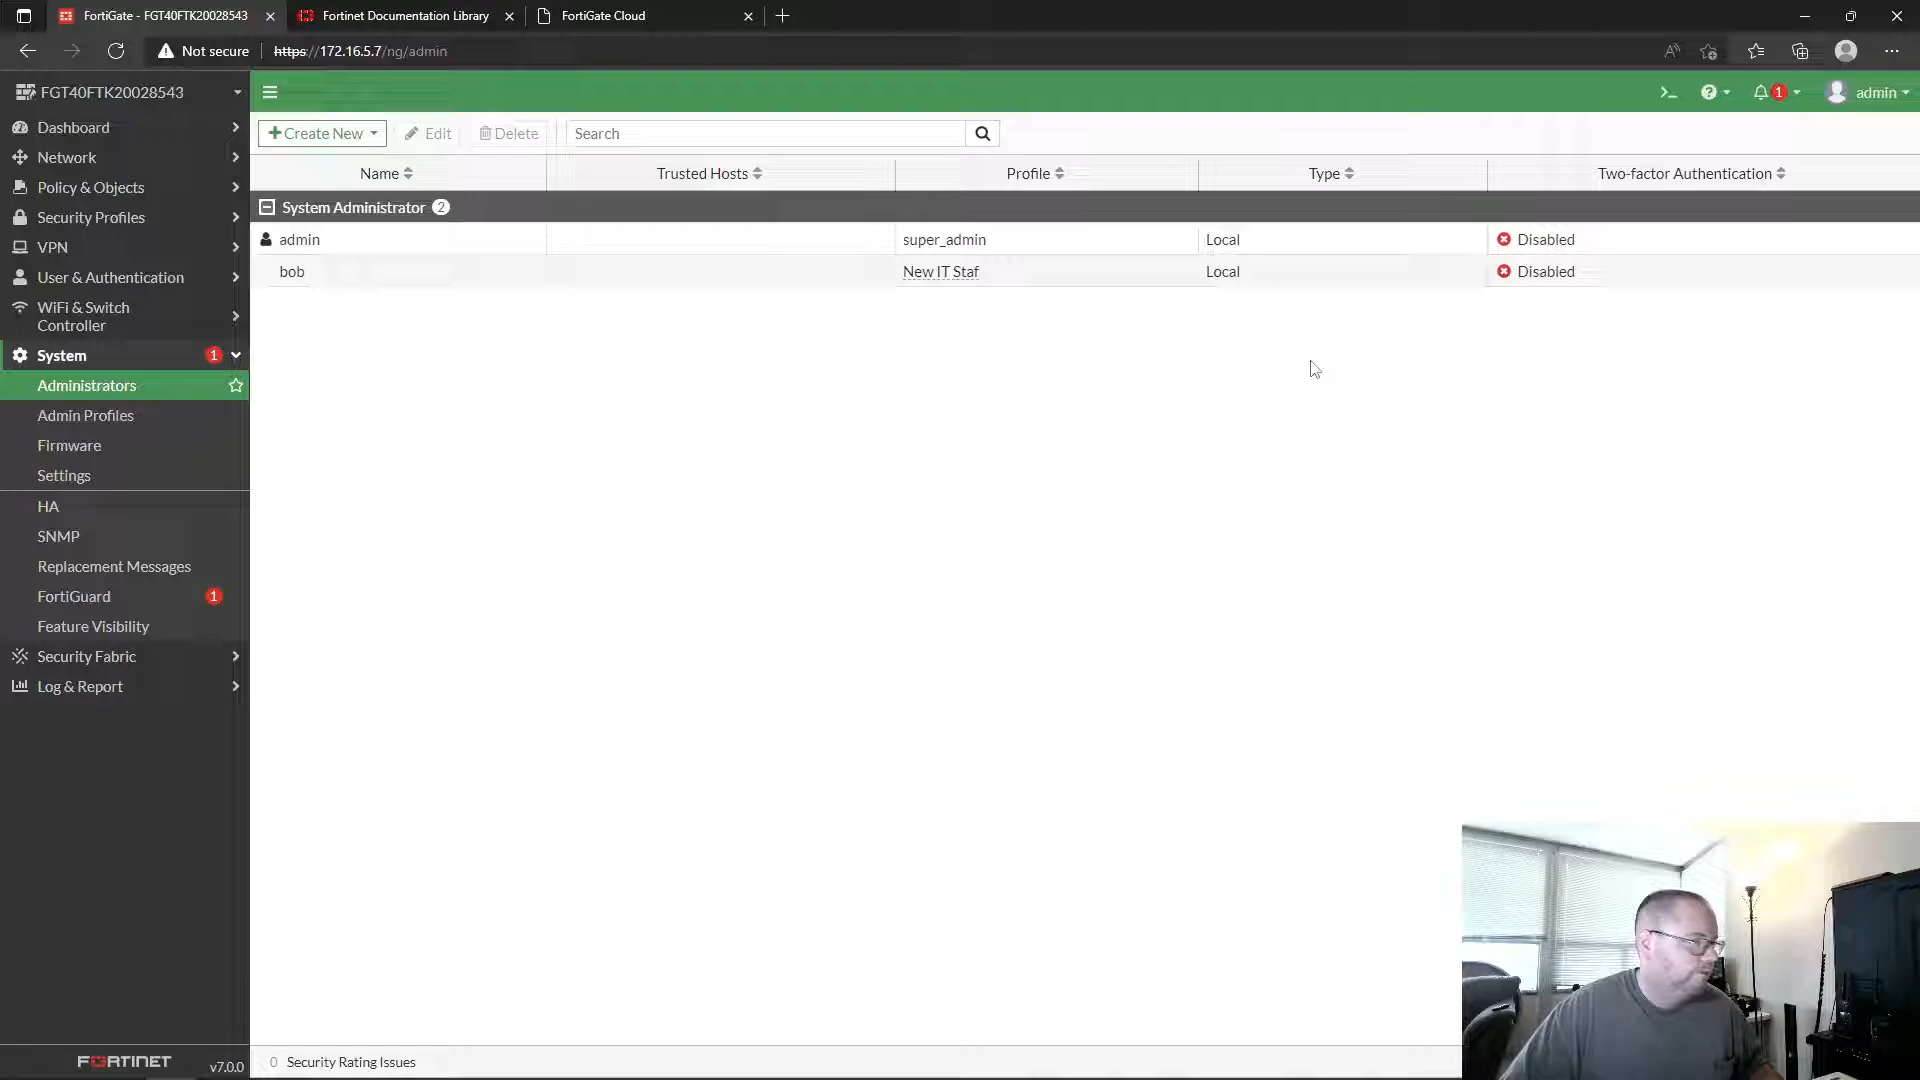 FortiGate - FGT40FTK20028543
Fortinet Documentation Library
FortiGate Cloud
Not secure
https://172.16.5.7/ng/admin
FGT40FTK20028543
admin
Dashboard
Network
Policy & Objects
Security Profiles
VPN
User & Authentication
WiFi & Switch
Controller
System 1
Administrators
Admin Profiles
Firmware
Settings
HA
SNMP
Replacement Messages
FortiGuard 1
Feature Visibility
Security Fabric
Log & Report
FORTINET v7.0.0
1
Create New Edit Delete Search
Name Trusted Hosts Profile Type Two-factor Authentication
System Administrator 2
admin super_admin Local Disabled
bob New IT Staf Local Disabled
0 Security Rating Issues